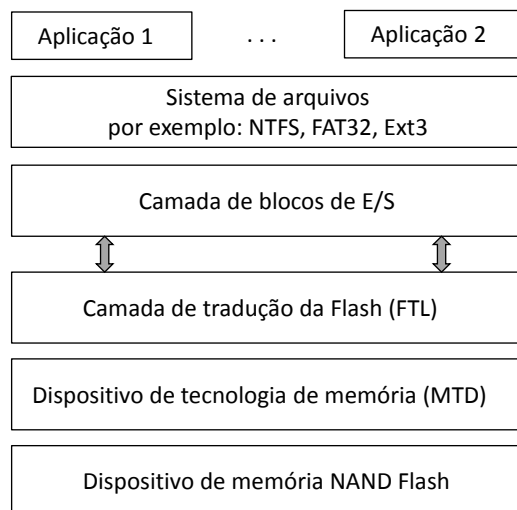 Aplicação 1 . . . Aplicação 2
Sistema de arquivos
por exemplo: NTFS, FAT32, Ext3
Camada de blocos de E/S
Camada de tradução da Flash (FTL)
Dispositivo de tecnologia de memória (MTD)
Dispositivo de memória NAND Flash